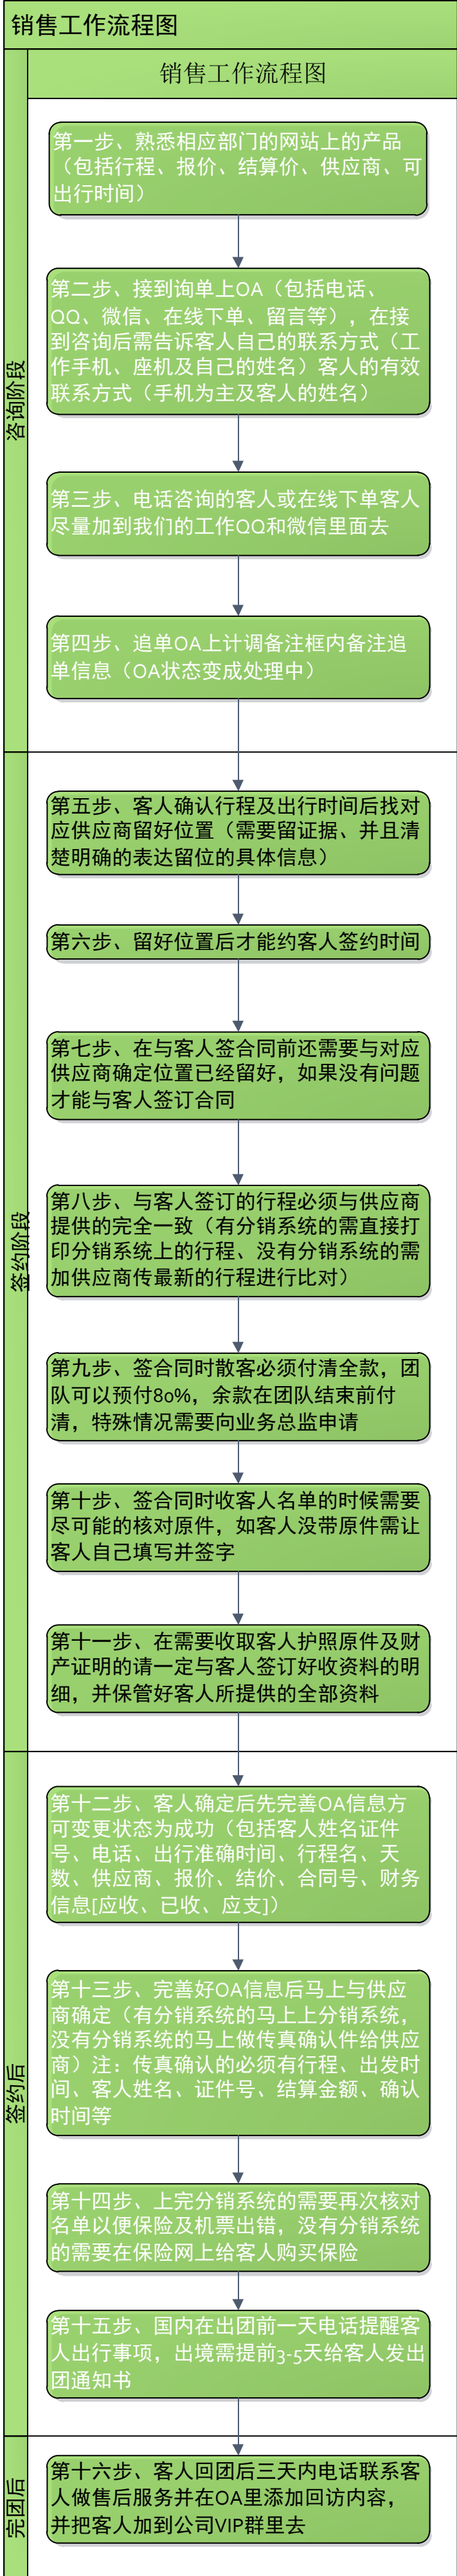 销售工作流程图
销售工作流程图
咨询阶段
第一步、熟悉相应部门的网站上的产品
（包括行程、报价、结算价、供应商、可
出行时间）
第二步、接到询单上OA（包括电话、
QQ、微信、在线下单、留言等），在接
到咨询后需告诉客人自己的联系方式（工
作手机、座机及自己的姓名）客人的有效
联系方式（手机为主及客人的姓名）
第三步、电话咨询的客人或在线下单客人
尽量加到我们的工作QQ和微信里面去
第四步、追单OA上计调备注框内备注追
单信息（OA状态变成处理中）
签约阶段
第五步、客人确认行程及出行时间后找对
应供应商留好位置（需要留证据、并且清
楚明确的表达留位的具体信息）
第六步、留好位置后才能约客人签约时间
第七步、在与客人签合同前还需要与对应
供应商确定位置已经留好，如果没有问题
才能与客人签订合同
第八步、与客人签订的行程必须与供应商
提供的完全一致（有分销系统的需直接打
印分销系统上的行程、没有分销系统的需
加供应商传最新的行程进行比对）
第九步、签合同时散客必须付清全款，团
队可以预付80%，余款在团队结束前付
清，特殊情况需要向业务总监申请
第十步、签合同时收客人名单的时候需要
尽可能的核对原件，如客人没带原件需让
客人自己填写并签字
第十一步、在需要收取客人护照原件及财
产证明的请一定与客人签订好收资料的明
细，并保管好客人所提供的全部资料
签约后
第十二步、客人确定后先完善OA信息方
可变更状态为成功（包括客人姓名证件
号、电话、出行准确时间、行程名、天
数、供应商、报价、结价、合同号、财务
信息[应收、已收、应支]）
第十三步、完善好OA信息后马上与供应
商确定（有分销系统的马上上分销系统，
没有分销系统的马上做传真确认件给供应
商）注：传真确认的必须有行程、出发时
间、客人姓名、证件号、结算金额、确认
时间等
第十四步、上完分销系统的需要再次核对
名单以便保险及机票出错，没有分销系统
的需要在保险网上给客人购买保险
第十五步、国内在出团前一天电话提醒客
人出行事项，出境需提前3-5天给客人发出
团通知书
完团后
第十六步、客人回团后三天内电话联系客
人做售后服务并在OA里添加回访内容，
并把客人加到公司VIP群里去